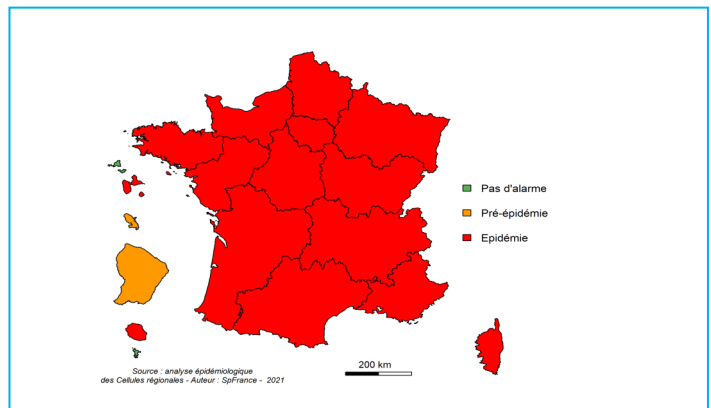 Pas d'alarme
Pré-épidémie
Epidémie
200 km
Source : analyse épidémiologique
des Cellules régionales - Auteur : SpFrance - 2021